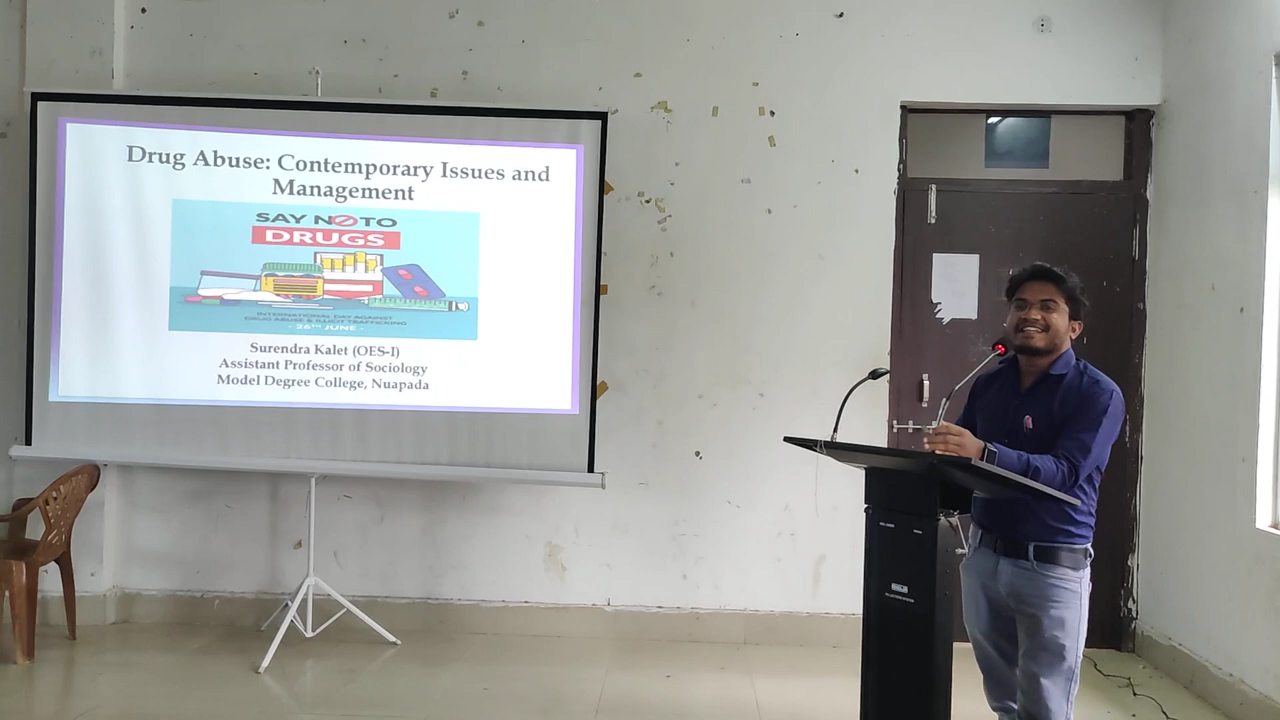 Drug Abuse: Contemporary Issues and
Management
SAY NO TO
DRUGS
INTERNATIONAL DAY AGAINST
DRUG ABUSE & ILLICIT TRAFFICKING
- 26TH JUNE -
Surendra Kalet (OES-I)
Assistant Professor of Sociology
Model Degree College, Nuapada